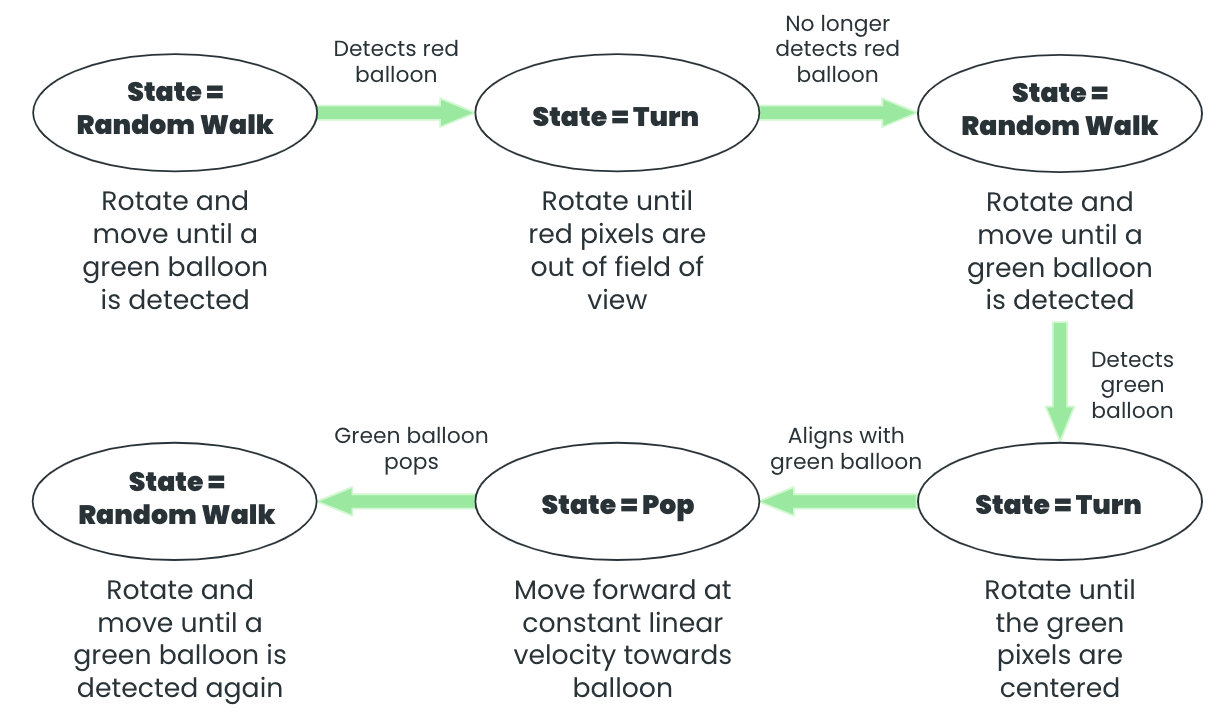 Detects red
balloon
No longer
detects red
balloon
State =
Random Walk
State = Turn
State =
Random Walk
Rotate and
move until a
green balloon
is detected
Rotate until
red pixels are
out of field of
view
Rotate and
move until a
green balloon
is detected
Detects
green
balloon
Green balloon
pops
Aligns with
green balloon
State =
Random Walk
State = Pop
State = Turn
Rotate and
move until a
green balloon is
detected again
Move forward at
constant linear
velocity towards
balloon
Rotate until
the green
pixels are
centered